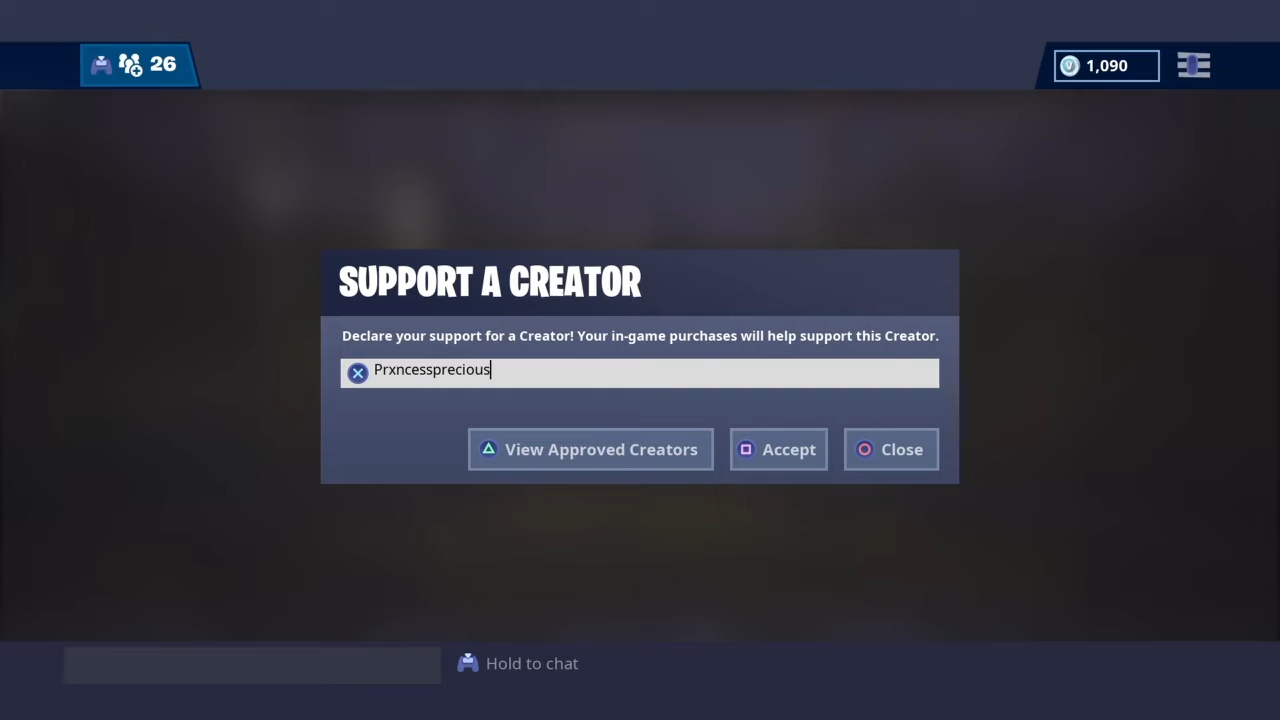 26
1,090
SUPPORT A CREATOR
Declare your support for a Creator! Your in-game purchases will help support this Creator.
Prxncessprecious
View Approved Creators
Accept
Close
Hold to chat